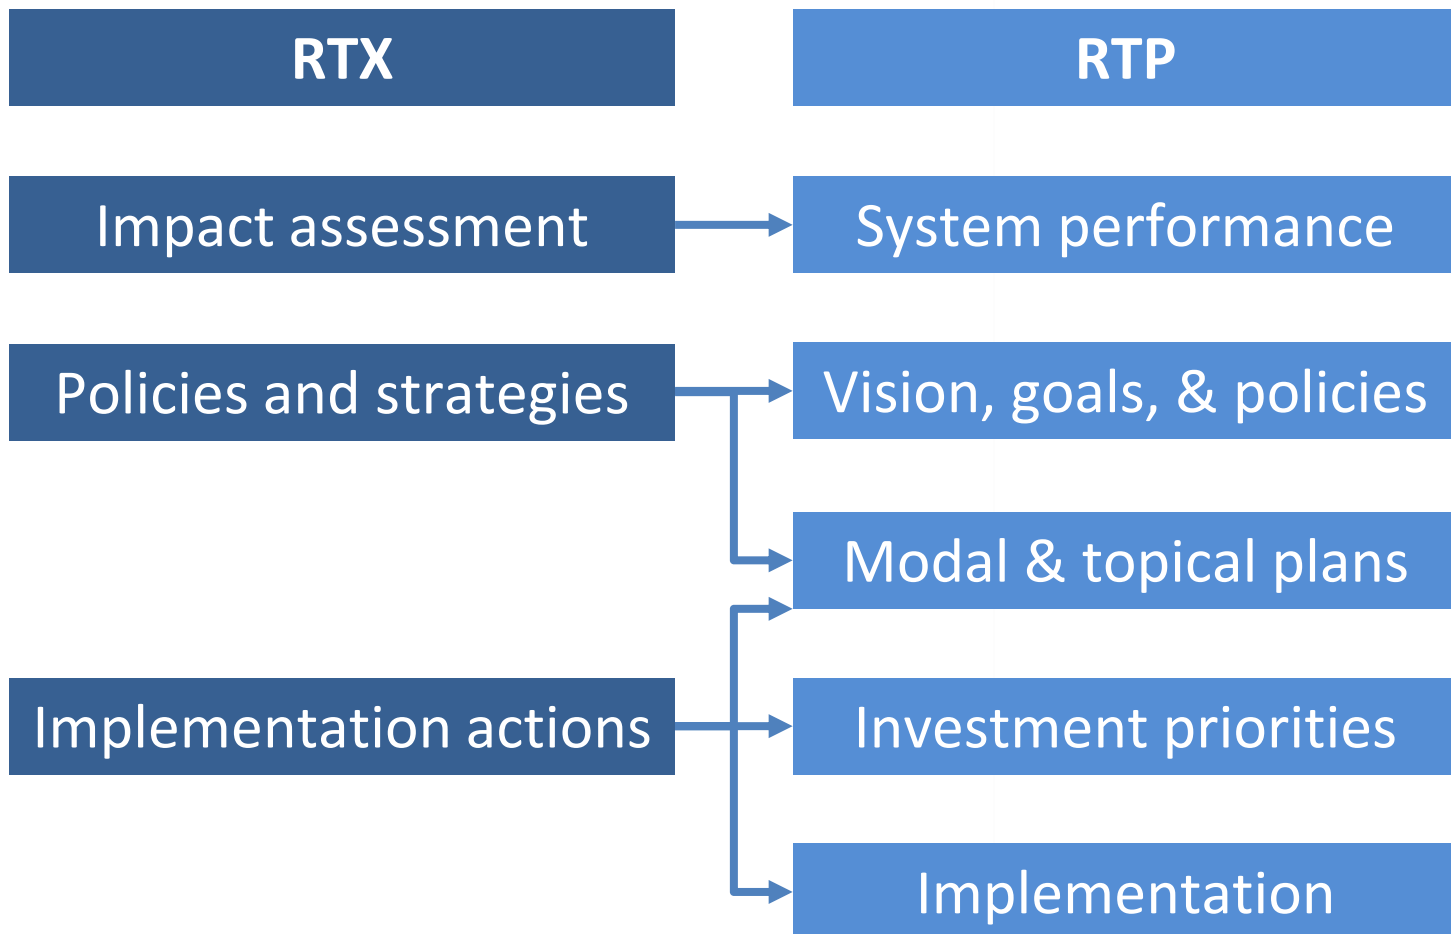 RTX
RTP
Impact assessment
System performance
Policies and strategies
Vision, goals, & policies
Modal & topical plans
Implementation actions
Investment priorities
Implementation